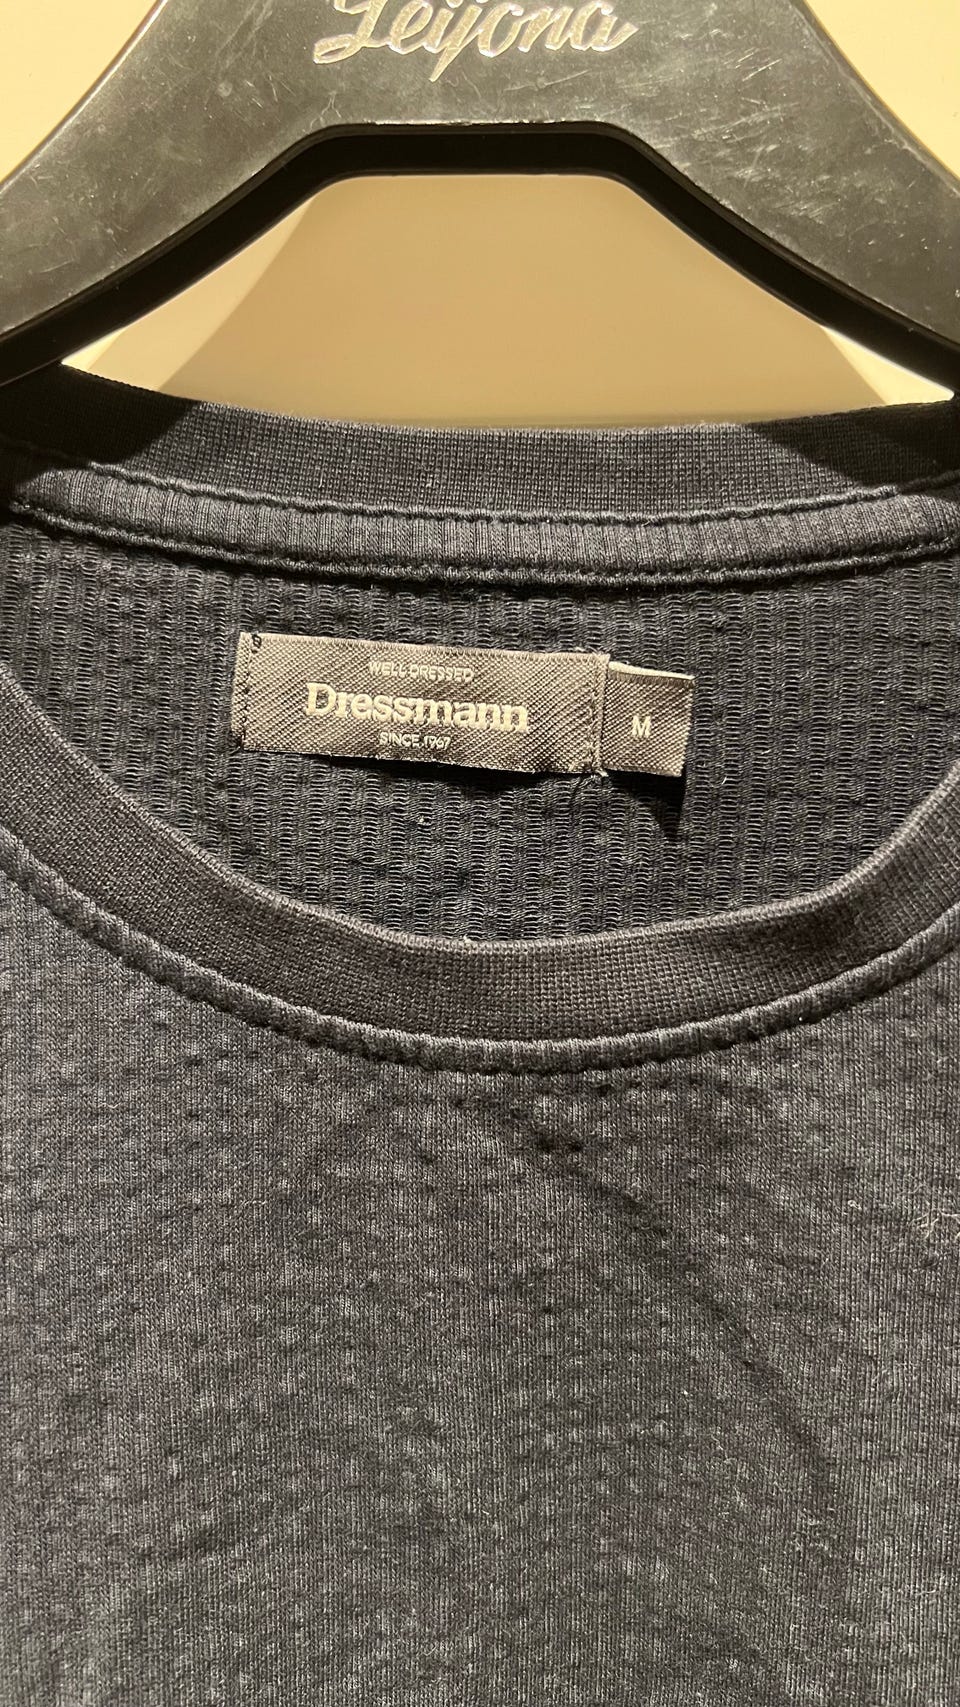 Leijona
WELL DRESSED
Dressmann
SINCE 1967
M